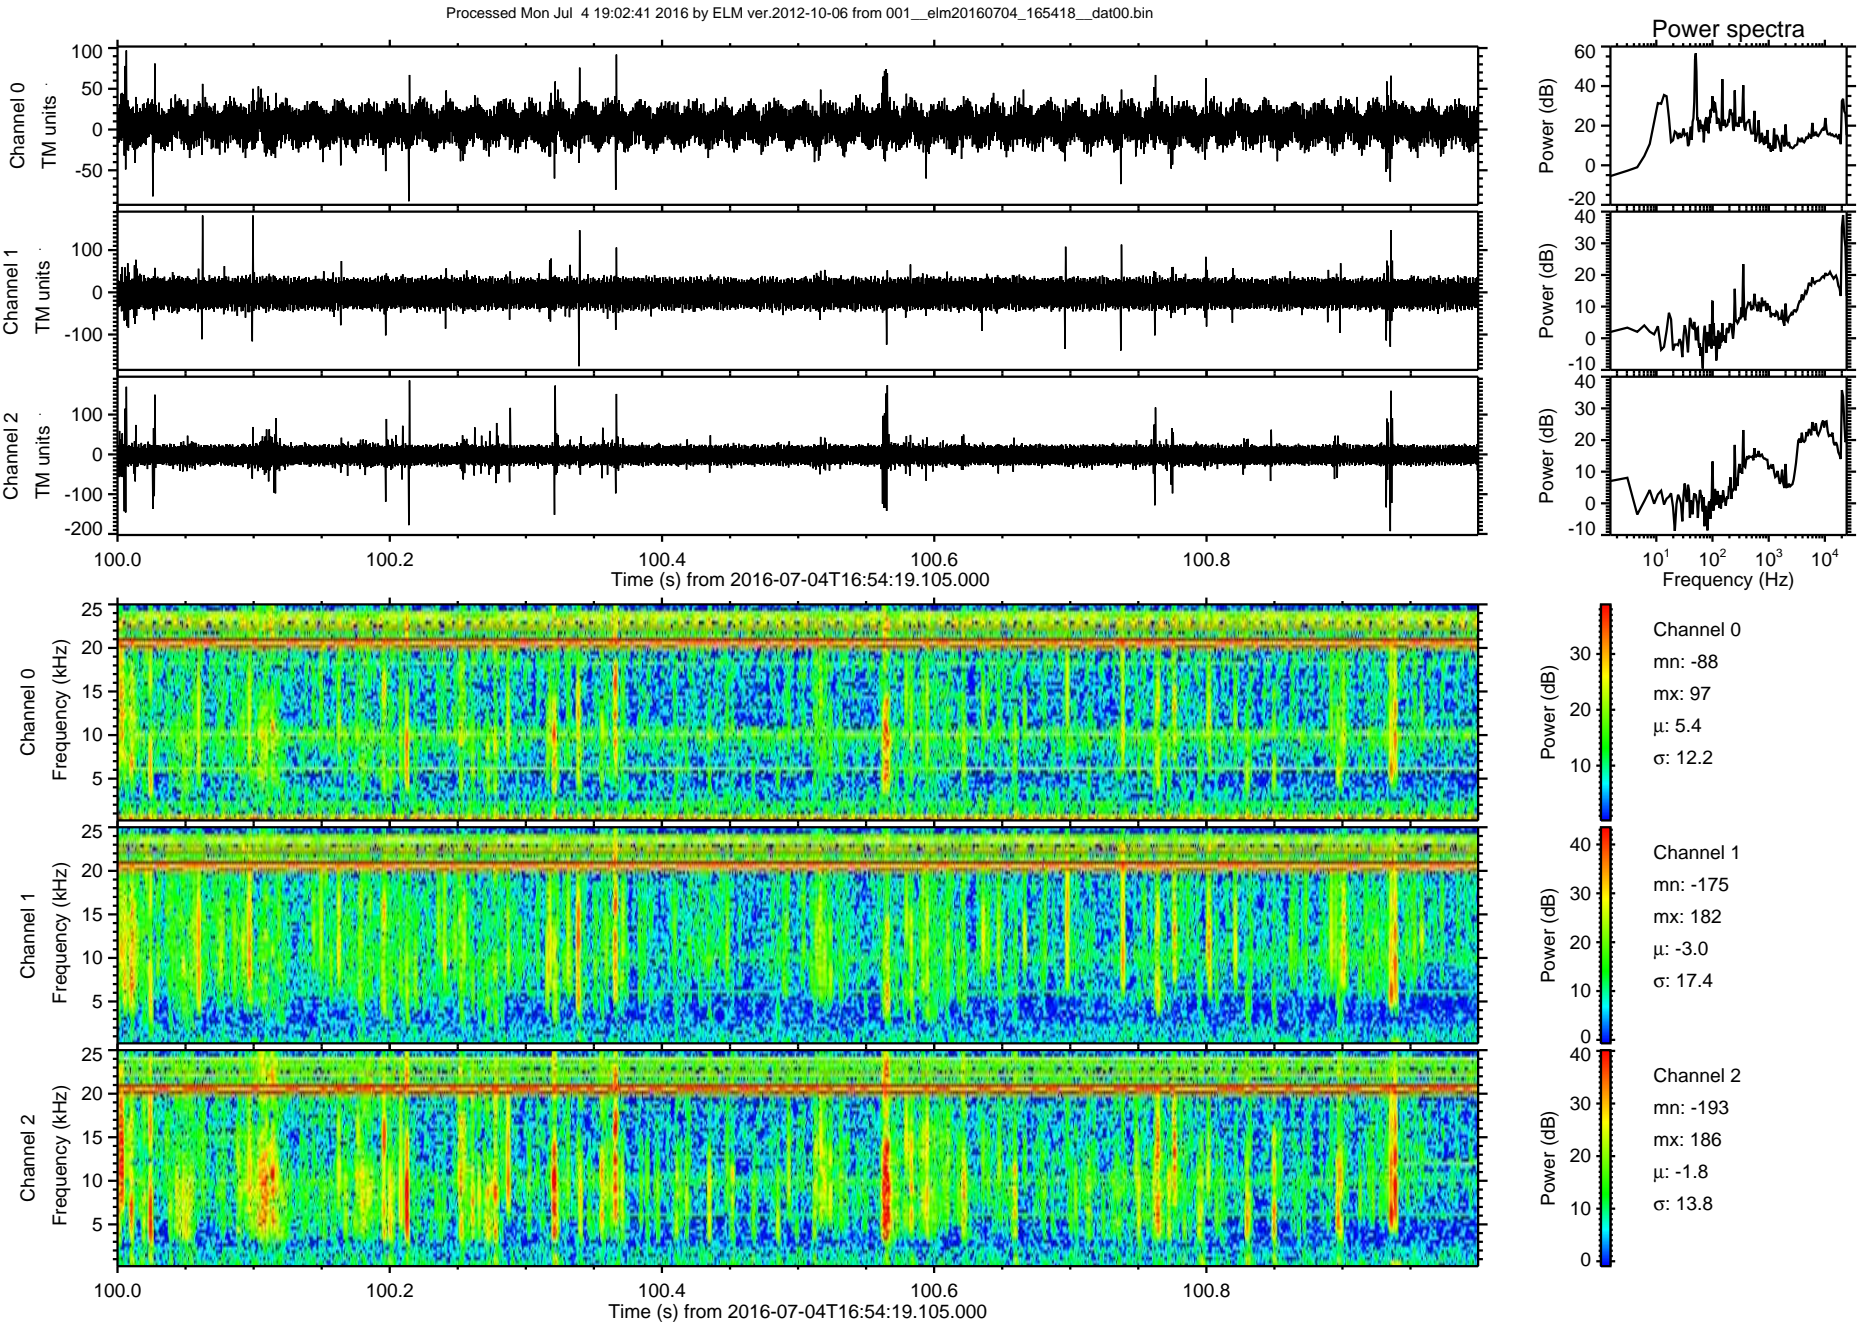 Processed Mon Jul  4 19:02:41 2016 by ELM ver.2012-10-06 from 001__elm20160704_165418__dat00.bin
Power spectra
Channel 0
TM units
100
50
0
-50
Power (dB)
60
40
20
0
-20
Channel 1
TM units
100
0
-100
Power (dB)
40
30
20
10
0
-10
Channel 2
TM units
100
0
-100
-200
Power (dB)
40
30
20
10
0
-10
100.0 100.2 100.4 100.6 100.8
Time (s) from 2016-07-04T16:54:19.105.000
10^1 10^2 10^3 10^4
Frequency (Hz)
Channel 0
Frequency (kHz)
25
20
15
10
5
Power (dB)
30
20
10
Channel 0
mn: -88
mx: 97
μ: 5.4
σ: 12.2
Channel 1
Frequency (kHz)
25
20
15
10
5
Power (dB)
40
30
20
10
0
Channel 1
mn: -175
mx: 182
μ: -3.0
σ: 17.4
Channel 2
Frequency (kHz)
25
20
15
10
5
Power (dB)
40
30
20
10
0
Channel 2
mn: -193
mx: 186
μ: -1.8
σ: 13.8
100.0 100.2 100.4 100.6 100.8
Time (s) from 2016-07-04T16:54:19.105.000